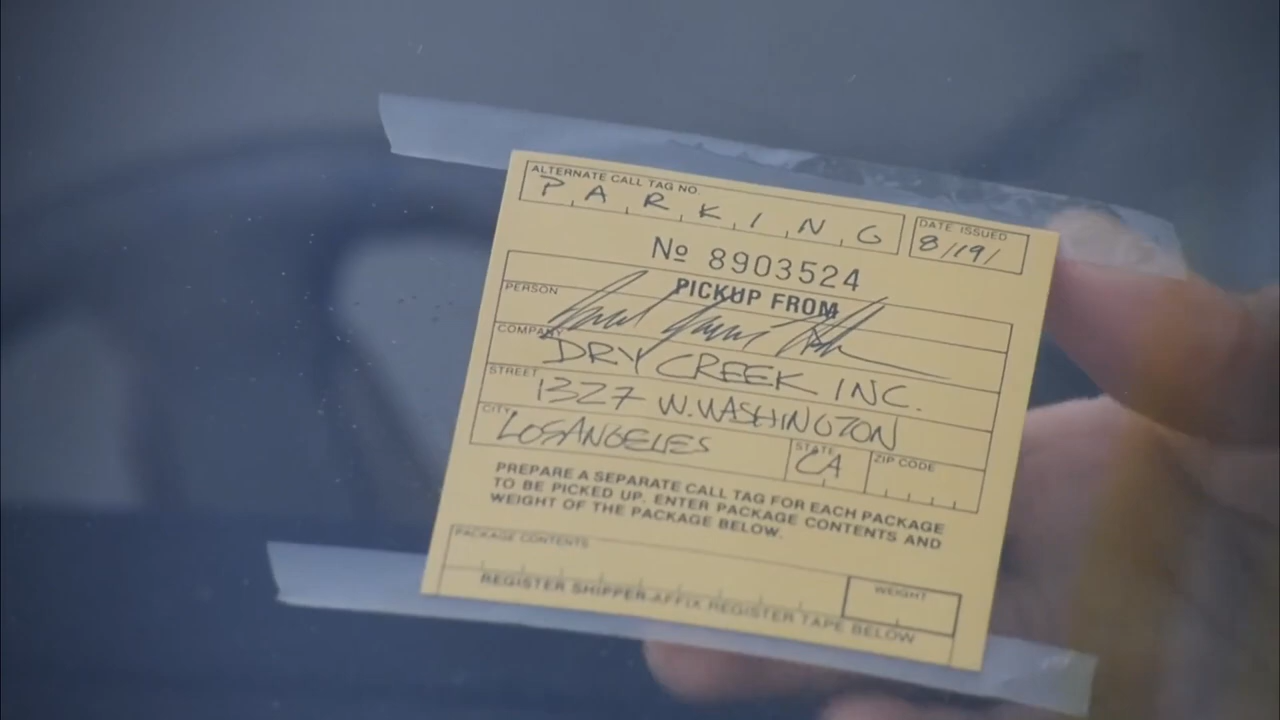 ALTERNATE CALL TAG NO.
PARKING
DATE ISSUED
8/19/
No 8903524
PICKUP FROM
PERSON
COMPANY
DRY CREEK INC.
STREET
1327 W. WASHINGTON
CITY
LOS ANGELES
STATE
CA
ZIP CODE
PREPARE A SEPARATE CALL TAG FOR EACH PACKAGE
TO BE PICKED UP. ENTER PACKAGE CONTENTS AND
WEIGHT OF THE PACKAGE BELOW.
PACKAGE CONTENTS
WEIGHT
REGISTER SHIPPER-AFFIX REGISTER TAPE BELOW